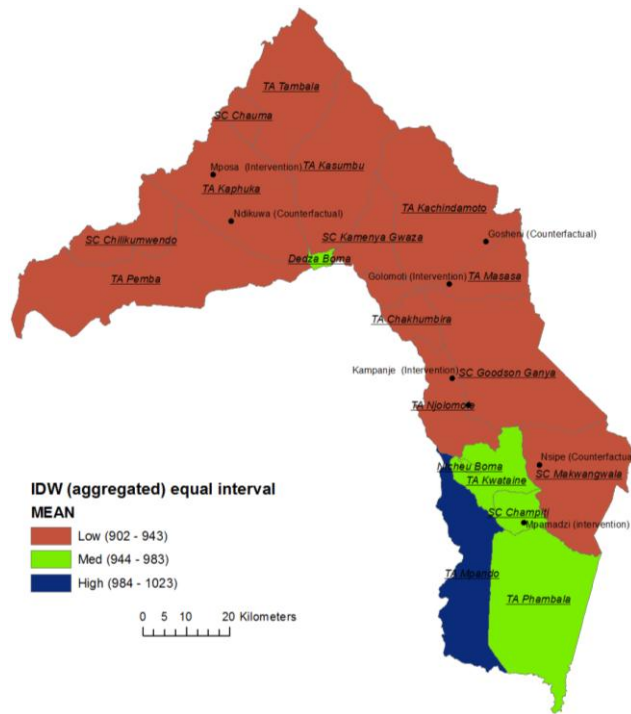 TA Tambala
SC Chauma
TA Kasumbu
Mposa (Intervention)
TA Kaphuka
TA Kachindamoto
Ndikuwa (Counterfactual)
SC Chilikumwendo
SC Kamenya Gwaza
Gosheni (Counterfactual)
Dedza Boma
TA Pemba
Golomoti (Intervention)
TA Masasa
TA Chakhumbira
Kampanje (Intervention)
SC Goodson Ganya
TA Njolomole
Nsipe (Counterfactual
Ntcheu Boma
SC Makwangwala
TA Kwataine
IDW (aggregated) equal interval
MEAN
Low (902 - 943)
Med (944 - 983)
High (984 - 1023)
SC Champiti
Mpamadzi (intervention)
TA Mpando
TA Phambala
0 5 10 20 Kilometers